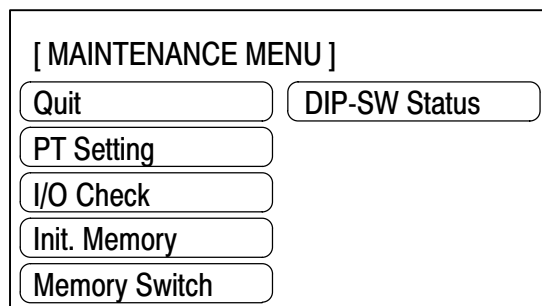 [ MAINTENANCE MENU ]
Quit
DIP-SW Status
PT Setting
I/O Check
Init. Memory
Memory Switch